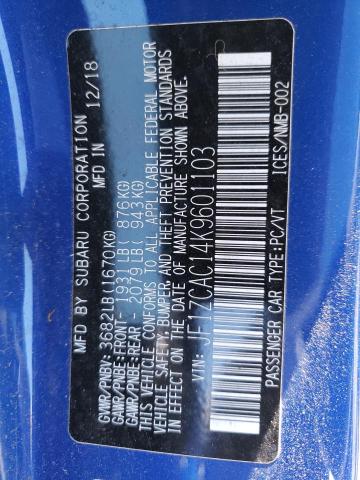 MFD BY SUBARU CORPORATION
MFD IN 12/18
GVWR/PNBV: 3682LB(1670KG)
GAWR/PNBE:FRONT- 1931LB( 876KG)
GAWR/PNBE:REAR - 2079LB( 943KG)
THIS VEHICLE CONFORMS TO ALL APPLICABLE FEDERAL MOTOR
VEHICLE SAFETY,BUMPER,AND THEFT PREVENTION
STANDARDS IN EFFECT ON THE DATE OF MANUFACTURE SHOWN ABOVE.
VIN: JF1ZCAC14K9601103
PASSENGER CAR TYPE:PC/VT
ICES/NMB-002